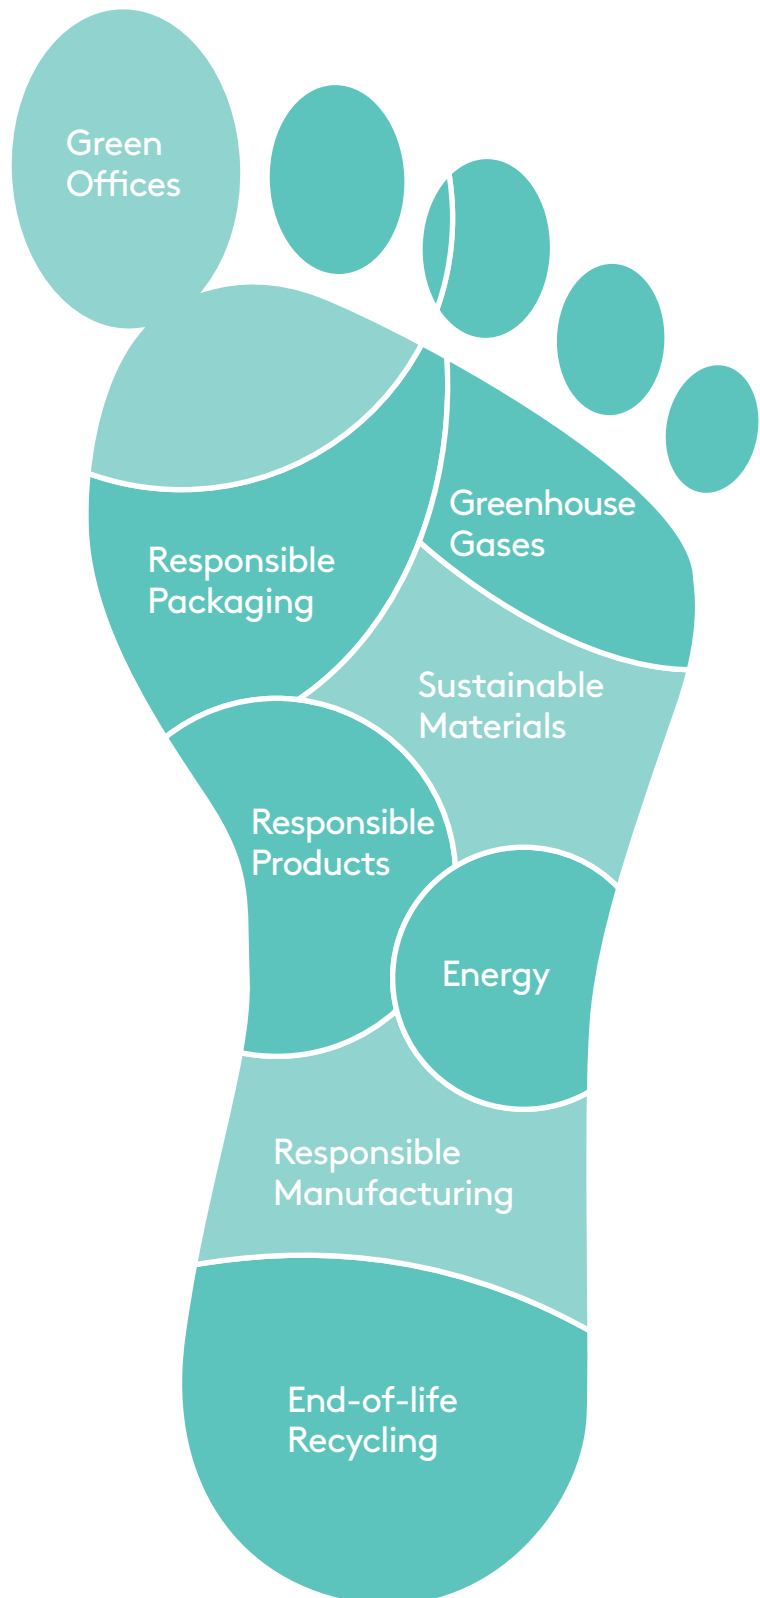 Green
Offices
Greenhouse
Gases
Responsible
Packaging
Sustainable
Materials
Responsible
Products
Energy
Responsible
Manufacturing
End-of-life
Recycling